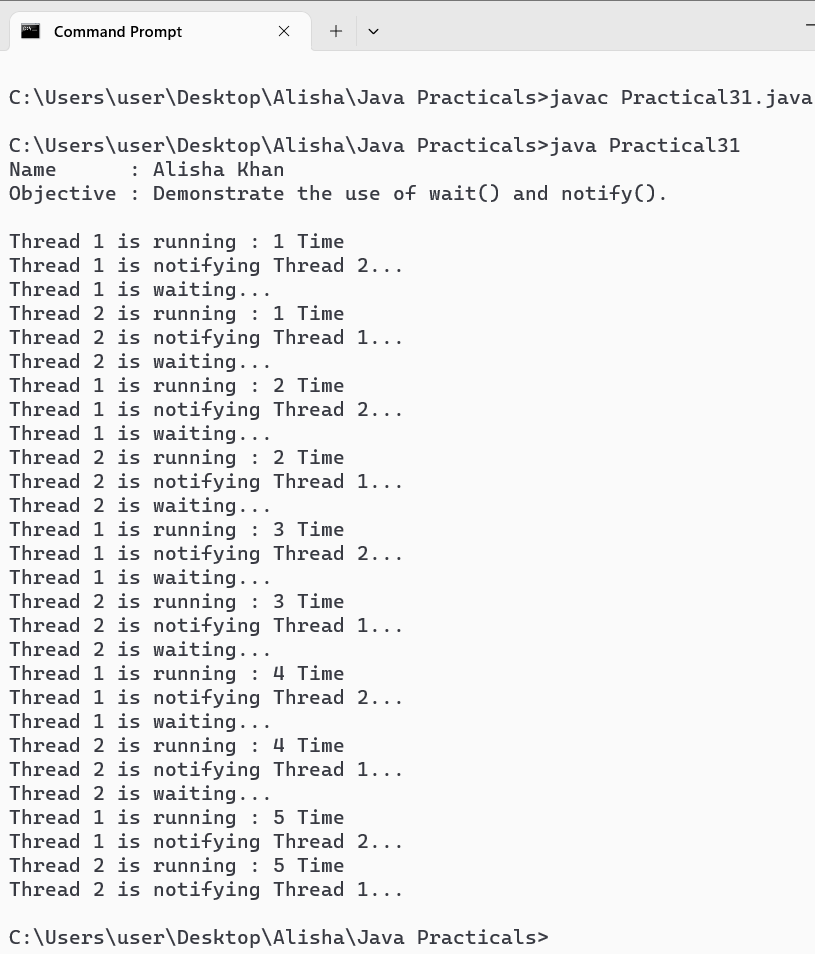 Command Prompt
C:\Users\user\Desktop\Alisha\Java Practicals>javac Practical31.java
C:\Users\user\Desktop\Alisha\Java Practicals>java Practical31
Name      : Alisha Khan
Objective : Demonstrate the use of wait() and notify().
Thread 1 is running : 1 Time
Thread 1 is notifying Thread 2...
Thread 1 is waiting...
Thread 2 is running : 1 Time
Thread 2 is notifying Thread 1...
Thread 2 is waiting...
Thread 1 is running : 2 Time
Thread 1 is notifying Thread 2...
Thread 1 is waiting...
Thread 2 is running : 2 Time
Thread 2 is notifying Thread 1...
Thread 2 is waiting...
Thread 1 is running : 3 Time
Thread 1 is notifying Thread 2...
Thread 1 is waiting...
Thread 2 is running : 3 Time
Thread 2 is notifying Thread 1...
Thread 2 is waiting...
Thread 1 is running : 4 Time
Thread 1 is notifying Thread 2...
Thread 1 is waiting...
Thread 2 is running : 4 Time
Thread 2 is notifying Thread 1...
Thread 2 is waiting...
Thread 1 is running : 5 Time
Thread 1 is notifying Thread 2...
Thread 2 is running : 5 Time
Thread 2 is notifying Thread 1...
C:\Users\user\Desktop\Alisha\Java Practicals>